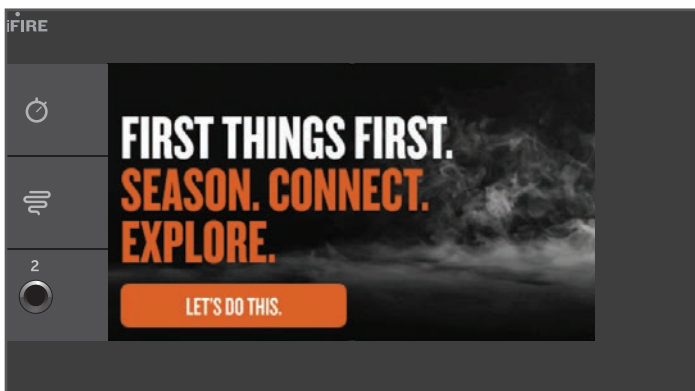 iFIRE
FIRST THINGS FIRST.
SEASON. CONNECT.
EXPLORE.
2
LET'S DO THIS.